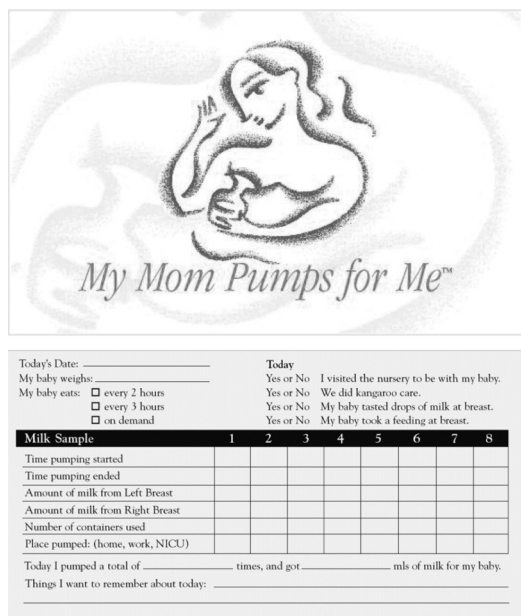 My Mom Pumps for Me™
Today's Date:
My baby weighs:
My baby eats: every 2 hours
every 3 hours
on demand
Today
Yes or No I visited the nursery to be with my baby.
Yes or No We did kangaroo care.
Yes or No My baby tasted drops of milk at breast.
Yes or No My baby took a feeding at breast.
Milk Sample 1 2 3 4 5 6 7 8
Time pumping started
Time pumping ended
Amount of milk from Left Breast
Amount of milk from Right Breast
Number of containers used
Place pumped: (home, work, NICU)
Today I pumped a total of times, and got mls of milk for my baby.
Things I want to remember about today: